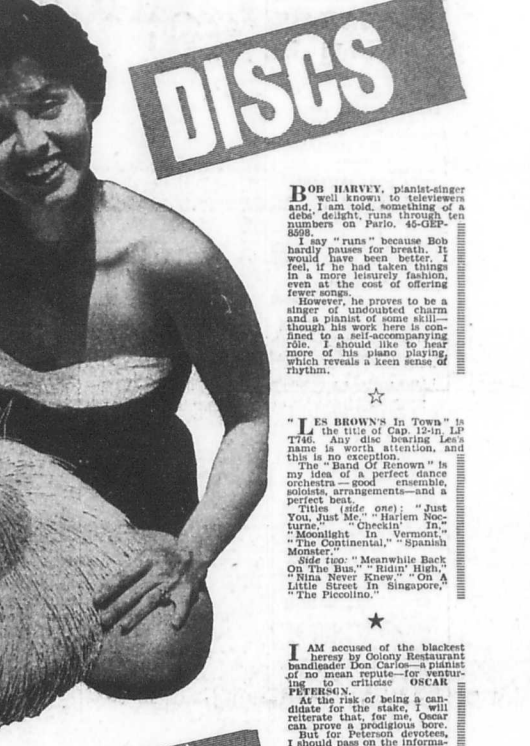 DISCS
BOB HARVEY, pianist-singer
well known to televiewers
and, I am told, something of a
debs' delight, runs through ten
numbers on Parlo. 45-GEP-
8598.
I say "runs" because Bob
hardly pauses for breath. It
would have been better, I
feel, if he had taken things
in a more leisurely fashion,
even at the cost of offering
fewer songs.
However, he proves to be a
singer of undoubted charm
and a pianist of some skill—
though his work here is con-
fined to a self-accompanying
rôle. I should like to hear
more of his piano playing,
which reveals a keen sense of
rhythm.
"LES BROWN'S In Town" is
the title of Cap. 12-in. LP
T746. Any disc bearing Les's
name is worth attention, and
this is no exception.
The "Band Of Renown" is
my idea of a perfect dance
orchestra—good ensemble,
soloists, arrangements—and a
perfect beat.
Titles (side one): "Just
You, Just Me," "Harlem Noc-
turne," "Checkin' In,"
"Moonlight In Vermont,"
"The Continental," "Spanish
Monster."
Side two: "Meanwhile Back
On The Bus," "Ridin' High,"
"Nina Never Knew," "On A
Little Street In Singapore,"
"The Piccolino."
I AM accused of the blackest
heresy by Colony Restaurant
bandleader Don Carlos—a pianist
of no mean repute—for ventur-
ing to criticise OSCAR
PETERSON.
At the risk of being a can-
didate for the stake, I will
reiterate that, for me, Oscar
can prove a prodigious bore.
But for Peterson devotees,
I should pass on the informa-